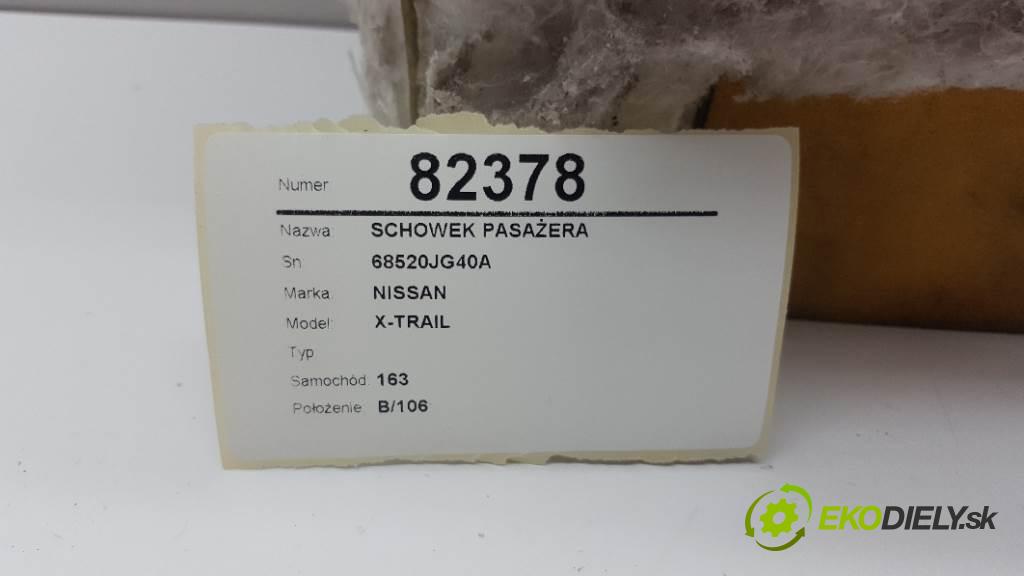 Numer 82378
Nazwa: SCHOWEK PASAŻERA
Sn 68520JG40A
Marka: NISSAN
Model: X-TRAIL
Typ
Samochód: 163
Położenie: B/106
EKODIELY.sk